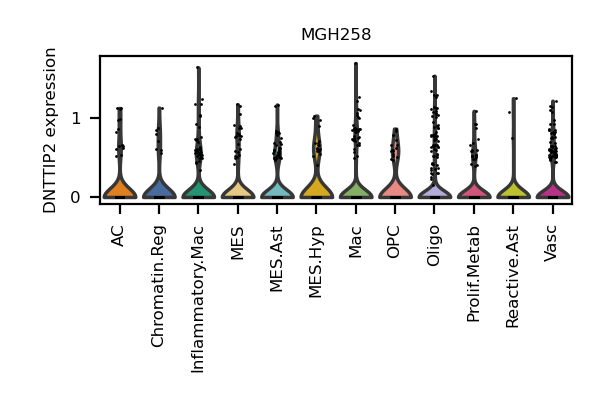 MGH258
DNTTIP2 expression
1
0
AC
Chromatin.Reg
Inflammatory.Mac
MES
MES.Ast
MES.Hyp
Mac
OPC
Oligo
Prolif.Metab
Reactive.Ast
Vasc